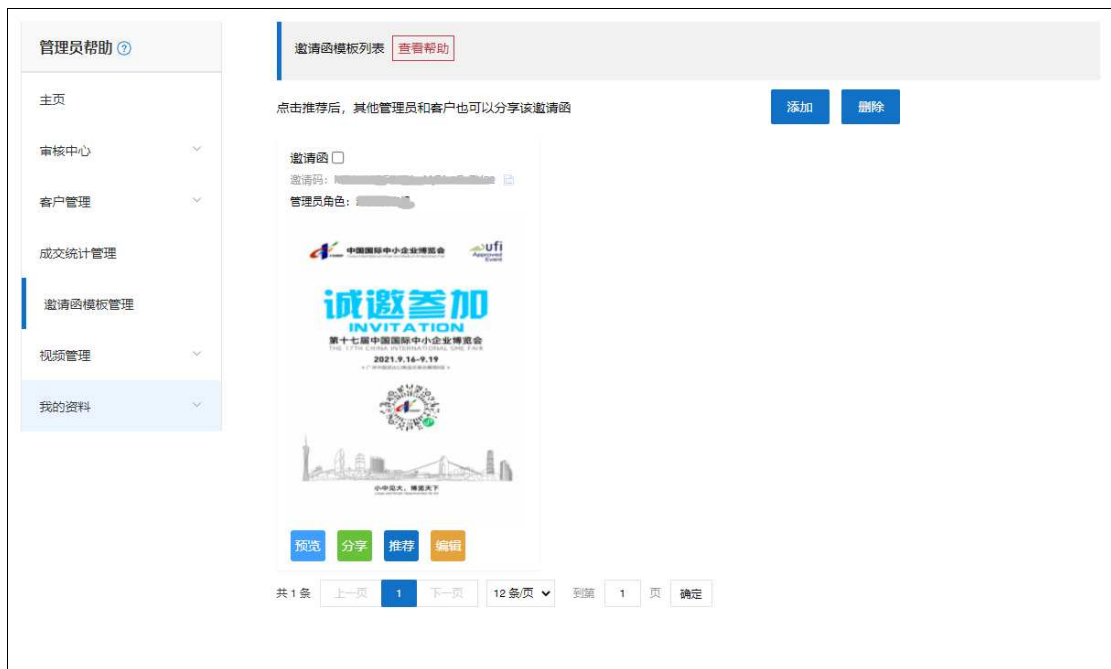 管理员帮助
主页
审核中心
客户管理
成交统计管理
邀请函模板管理
视频管理
我的资料
邀请函模板列表 查看帮助
点击推荐后，其他管理员和客户也可以分享该邀请函
添加 删除
邀请函
邀请码：
管理员角色：
中国国际中小企业博览会
ufi
Approved
Event
诚邀参加
INVITATION
第十七届中国国际中小企业博览会
THE 17TH CHINA INTERNATIONAL SME FAIR
2021.9.16-9.19
小中见大，博览天下
预览 分享 推荐 编辑
共 1 条 上一页 1 下一页 12 条/页 到第 1 页 确定